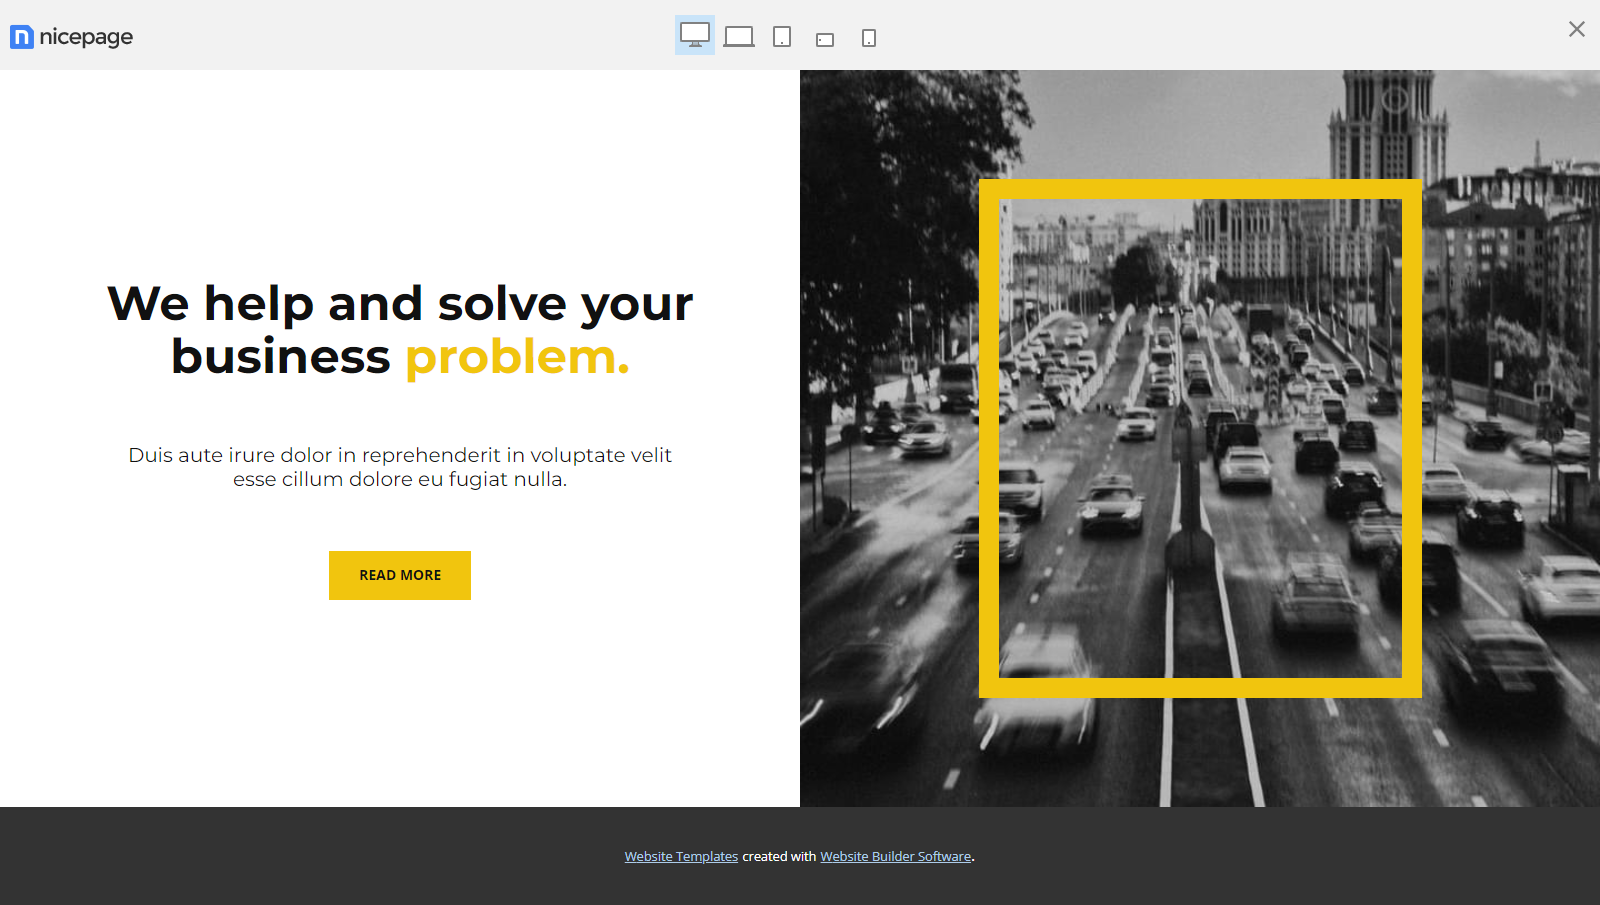 nicepage
We help and solve your
business problem.
Duis aute irure dolor in reprehenderit in voluptate velit
esse cillum dolore eu fugiat nulla.
READ MORE
Website Templates created with Website Builder Software.